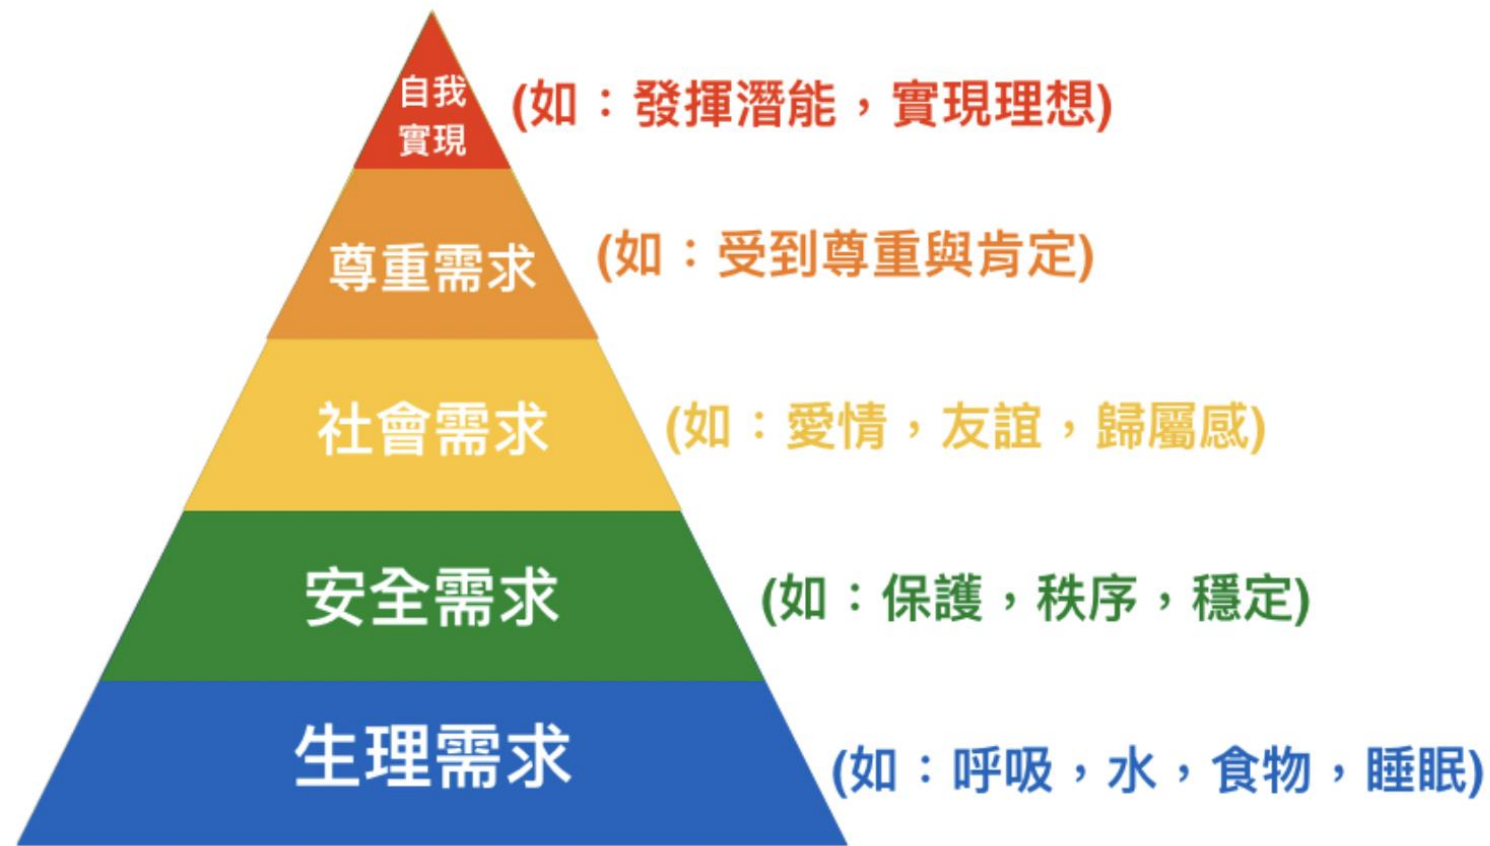 自我
實現
(如：發揮潛能，實現理想)
尊重需求
(如：受到尊重與肯定)
社會需求
(如：愛情，友誼，歸屬感)
安全需求
(如：保護，秩序，穩定)
生理需求
(如：呼吸，水，食物，睡眠)